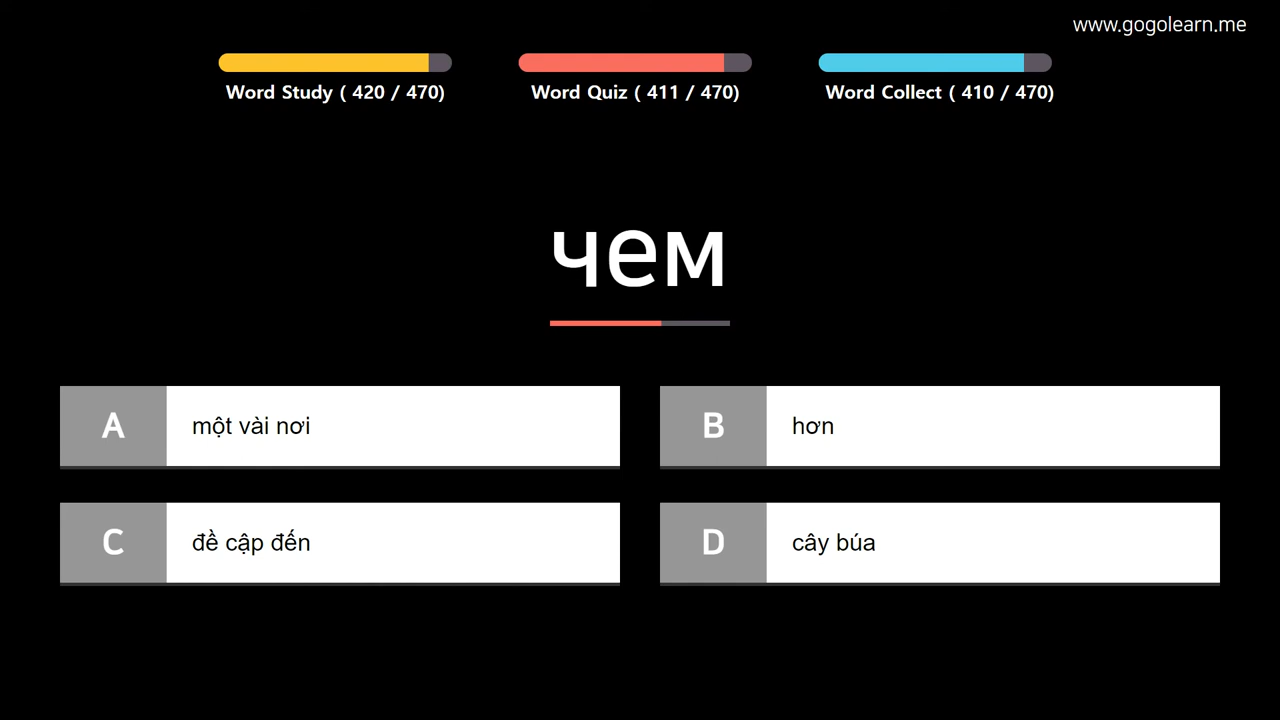 www.gogolearn.me
Word Study ( 420 / 470)
Word Quiz ( 411 / 470)
Word Collect ( 410 / 470)
чем
A
một vài nơi
B
hơn
C
đề cập đến
D
cây búa